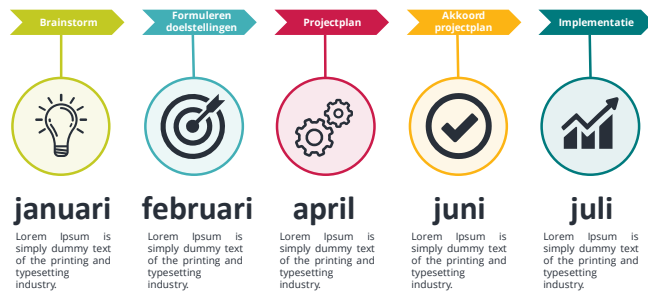 Brainstorm
Formuleren
doelstellingen
Projectplan
Akkoord
projectplan
Implementatie
januari
februari
april
juni
juli
Lorem Ipsum is
simply dummy text
of the printing and
typesetting
industry.
Lorem Ipsum is
simply dummy text
of the printing and
typesetting
industry.
Lorem Ipsum is
simply dummy text
of the printing and
typesetting
industry.
Lorem Ipsum is
simply dummy text
of the printing and
typesetting
industry.
Lorem Ipsum is
simply dummy text
of the printing and
typesetting
industry.